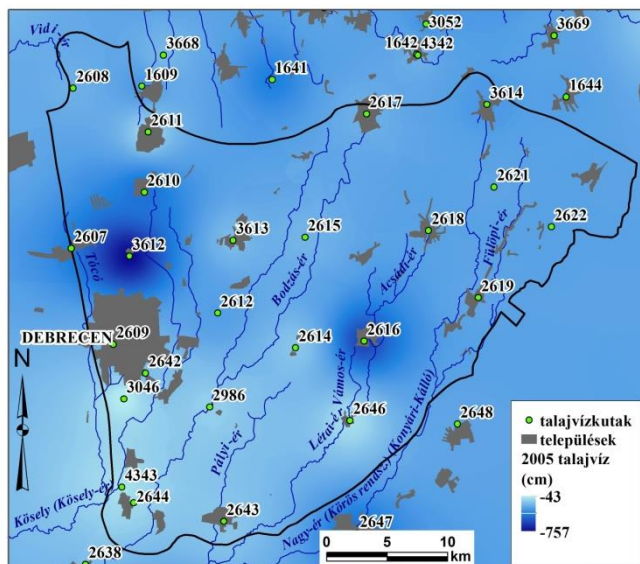 3052
3669
Vidi-ér
3668
1642 4342
2608
1609
1641
1644
2617
3614
2611
2610
2621
2618
2622
3613
2615
2607
3612
Tócó
Bodzás-ér
Acsádi-ér
Fülöpi-ér
2619
2612
2616
DEBRECEN
2609
2614
N
2642
3046
2986
Vámos-ér
2646
Létai-ér
2648
Pályi-ér
Nagy-ér (Körös rendsz.) (Konyári-Kálló)
4343
2644
Kösely (Kösely-ér)
2643
2647
2638
0 5 10
km
talajvízkutak
települések
2005 talajvíz
(cm)
-43
-757